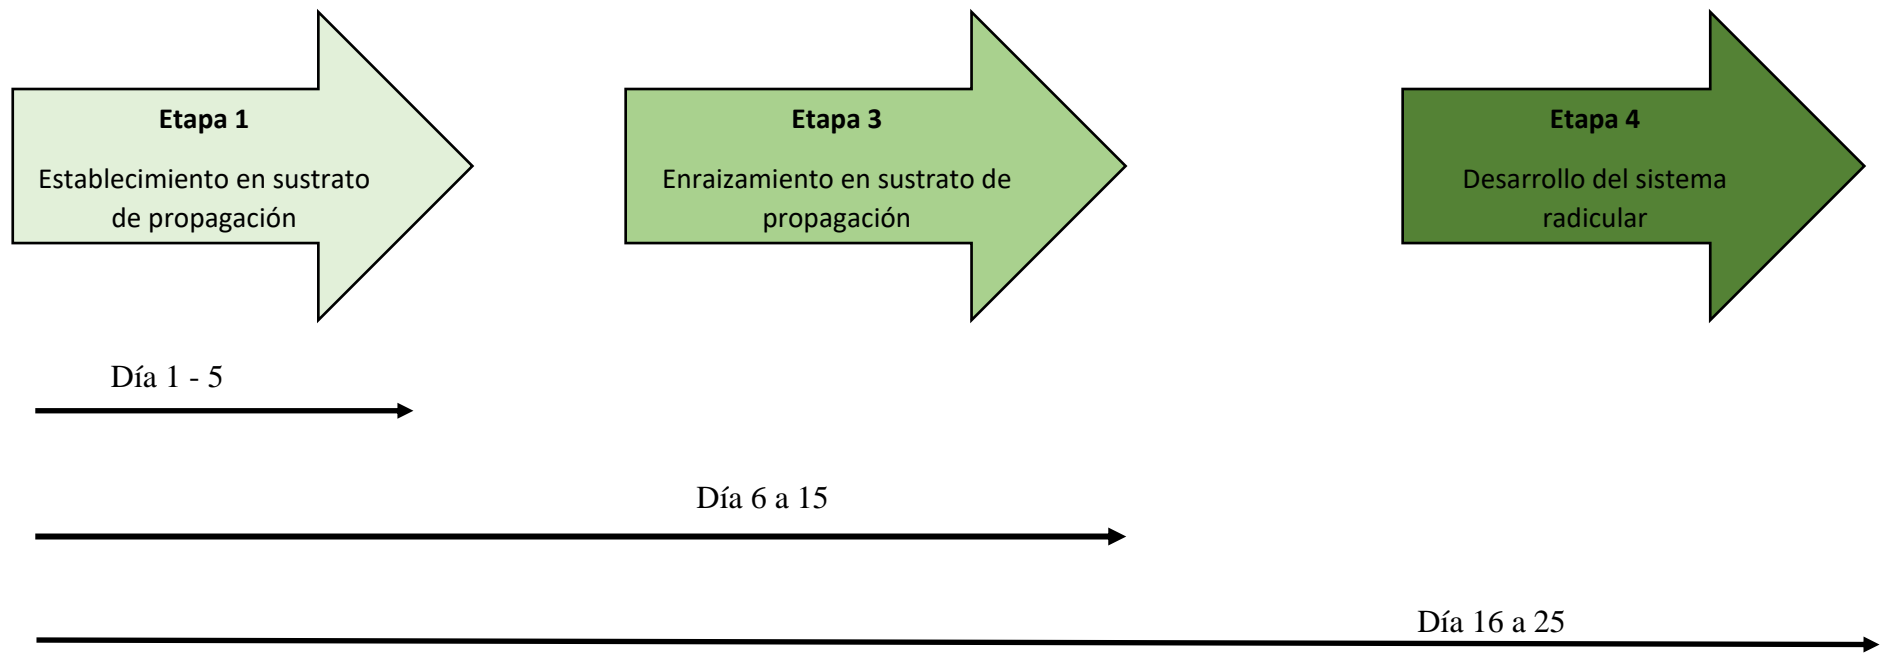 Etapa 1
Establecimiento en sustrato
de propagación
Etapa 3
Enraizamiento en sustrato de
propagación
Etapa 4
Desarrollo del sistema
radicular
Día 1 - 5
Día 6 a 15
Día 16 a 25